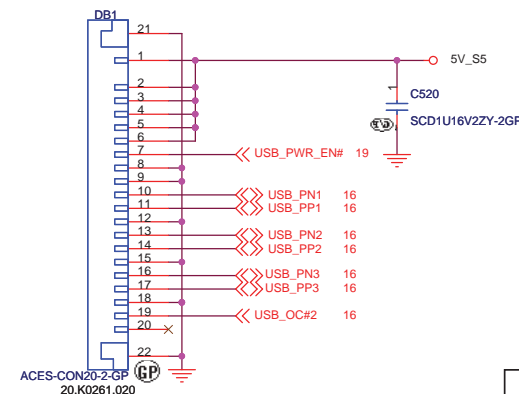 DB1
21
1
5V_S5
1
C520
SCD1U16V2ZY-2GP
2
3
4
5
6
7 USB_PWR_EN# 19
8
9
10 USB_PN1 16
11 USB_PP1 16
12
13 USB_PN2 16
14 USB_PP2 16
15
16 USB_PN3 16
17 USB_PP3 16
18
19 USB_OC#2 16
20
22
GP
ACES-CON20-2-GP
20.K0261.020